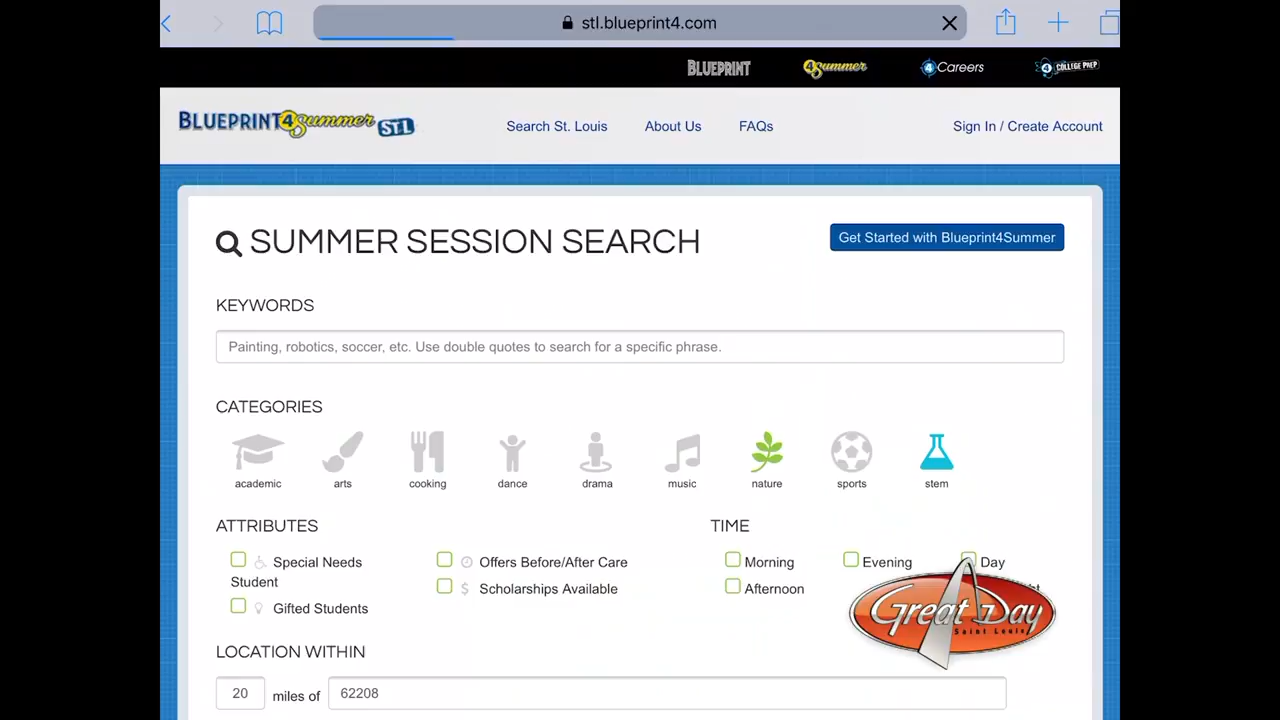 stl.blueprint4.com
BLUEPRINT 4Summer 4Careers 4 COLLEGE PREP
BLUEPRINT4Summer STL Search St. Louis About Us FAQs Sign In / Create Account
SUMMER SESSION SEARCH Get Started with Blueprint4Summer
KEYWORDS
Painting, robotics, soccer, etc. Use double quotes to search for a specific phrase.
CATEGORIES
academic arts cooking dance drama music nature sports stem
ATTRIBUTES TIME
Special Needs Student Offers Before/After Care Morning Evening Day
Gifted Students $ Scholarships Available Afternoon
Great Day
Saint Louis
LOCATION WITHIN
20 miles of 62208